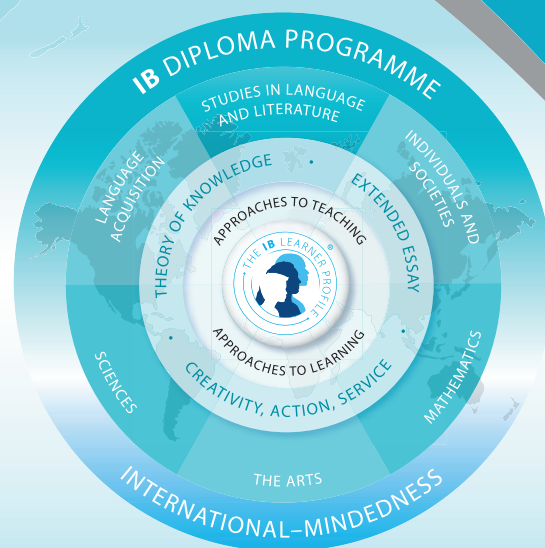 IB DIPLOMA PROGRAMME
STUDIES IN LANGUAGE
AND LITERATURE
LANGUAGE
ACQUISITION
INDIVIDUALS AND
SOCIETIES
THEORY OF KNOWLEDGE
•
EXTENDED ESSAY
APPROACHES TO TEACHING
• THE IB LEARNER PROFILE • ®
APPROACHES TO LEARNING
•
CREATIVITY, ACTION, SERVICE
•
SCIENCES
MATHEMATICS
THE ARTS
INTERNATIONAL–MINDEDNESS